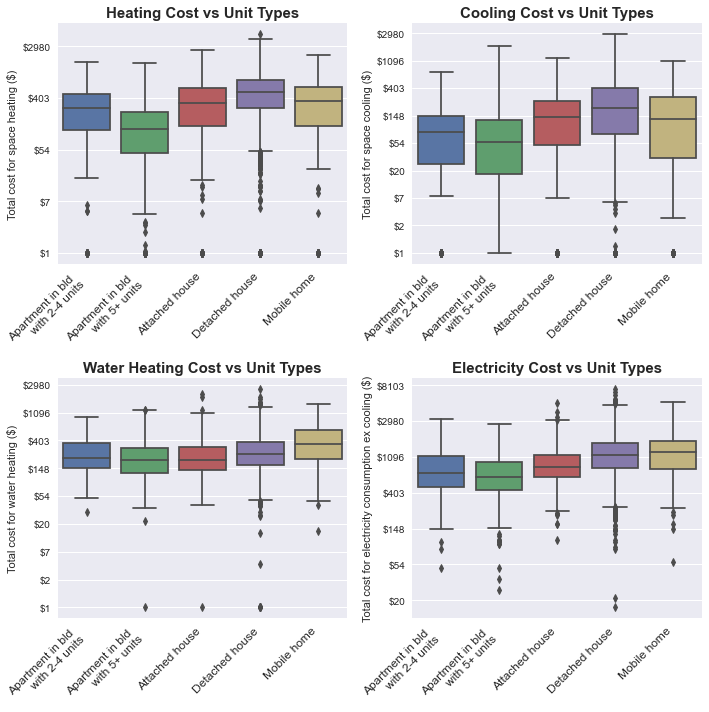 Heating Cost vs Unit Types
Total cost for space heating ($)
$2980
$403
$54
$7
$1
Apartment in bld
with 2-4 units
Apartment in bld
with 5+ units
Attached house
Detached house
Mobile home
Cooling Cost vs Unit Types
Total cost for space cooling ($)
$2980
$1096
$403
$148
$54
$20
$7
$2
$1
Apartment in bld
with 2-4 units
Apartment in bld
with 5+ units
Attached house
Detached house
Mobile home
Water Heating Cost vs Unit Types
Total cost for water heating ($)
$2980
$1096
$403
$148
$54
$20
$7
$2
$1
Apartment in bld
with 2-4 units
Apartment in bld
with 5+ units
Attached house
Detached house
Mobile home
Electricity Cost vs Unit Types
Total cost for electricity consumption ex cooling ($)
$8103
$2980
$1096
$403
$148
$54
$20
Apartment in bld
with 2-4 units
Apartment in bld
with 5+ units
Attached house
Detached house
Mobile home